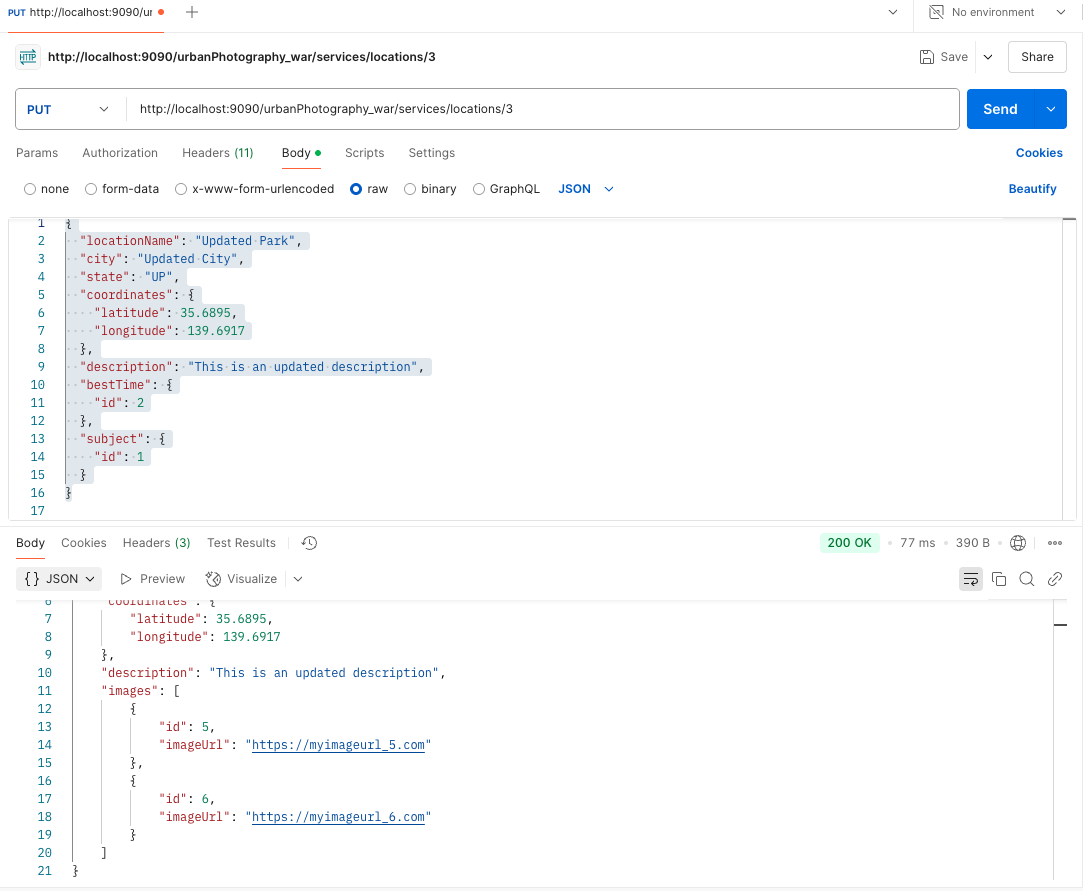 PUT http://localhost:9090/ur
No environment
HTTP http://localhost:9090/urbanPhotography_war/services/locations/3
Save
Share
PUT http://localhost:9090/urbanPhotography_war/services/locations/3
Send
Params Authorization Headers (11) Body Scripts Settings Cookies
none form-data x-www-form-urlencoded raw binary GraphQL JSON Beautify
1 {
2 "locationName": "Updated Park",
3 "city": "Updated City",
4 "state": "UP",
5 "coordinates": {
6 "latitude": 35.6895,
7 "longitude": 139.6917
8 },
9 "description": "This is an updated description",
10 "bestTime": {
11 "id": 2
12 },
13 "subject": {
14 "id": 1
15 }
16 }
17
Body Cookies Headers (3) Test Results 200 OK 77 ms 390 B
{} JSON Preview Visualize
6 "coordinates": {
7 "latitude": 35.6895,
8 "longitude": 139.6917
9 },
10 "description": "This is an updated description",
11 "images": [
12 {
13 "id": 5,
14 "imageUrl": "https://myimageurl_5.com"
15 },
16 {
17 "id": 6,
18 "imageUrl": "https://myimageurl_6.com"
19 }
20 ]
21 }